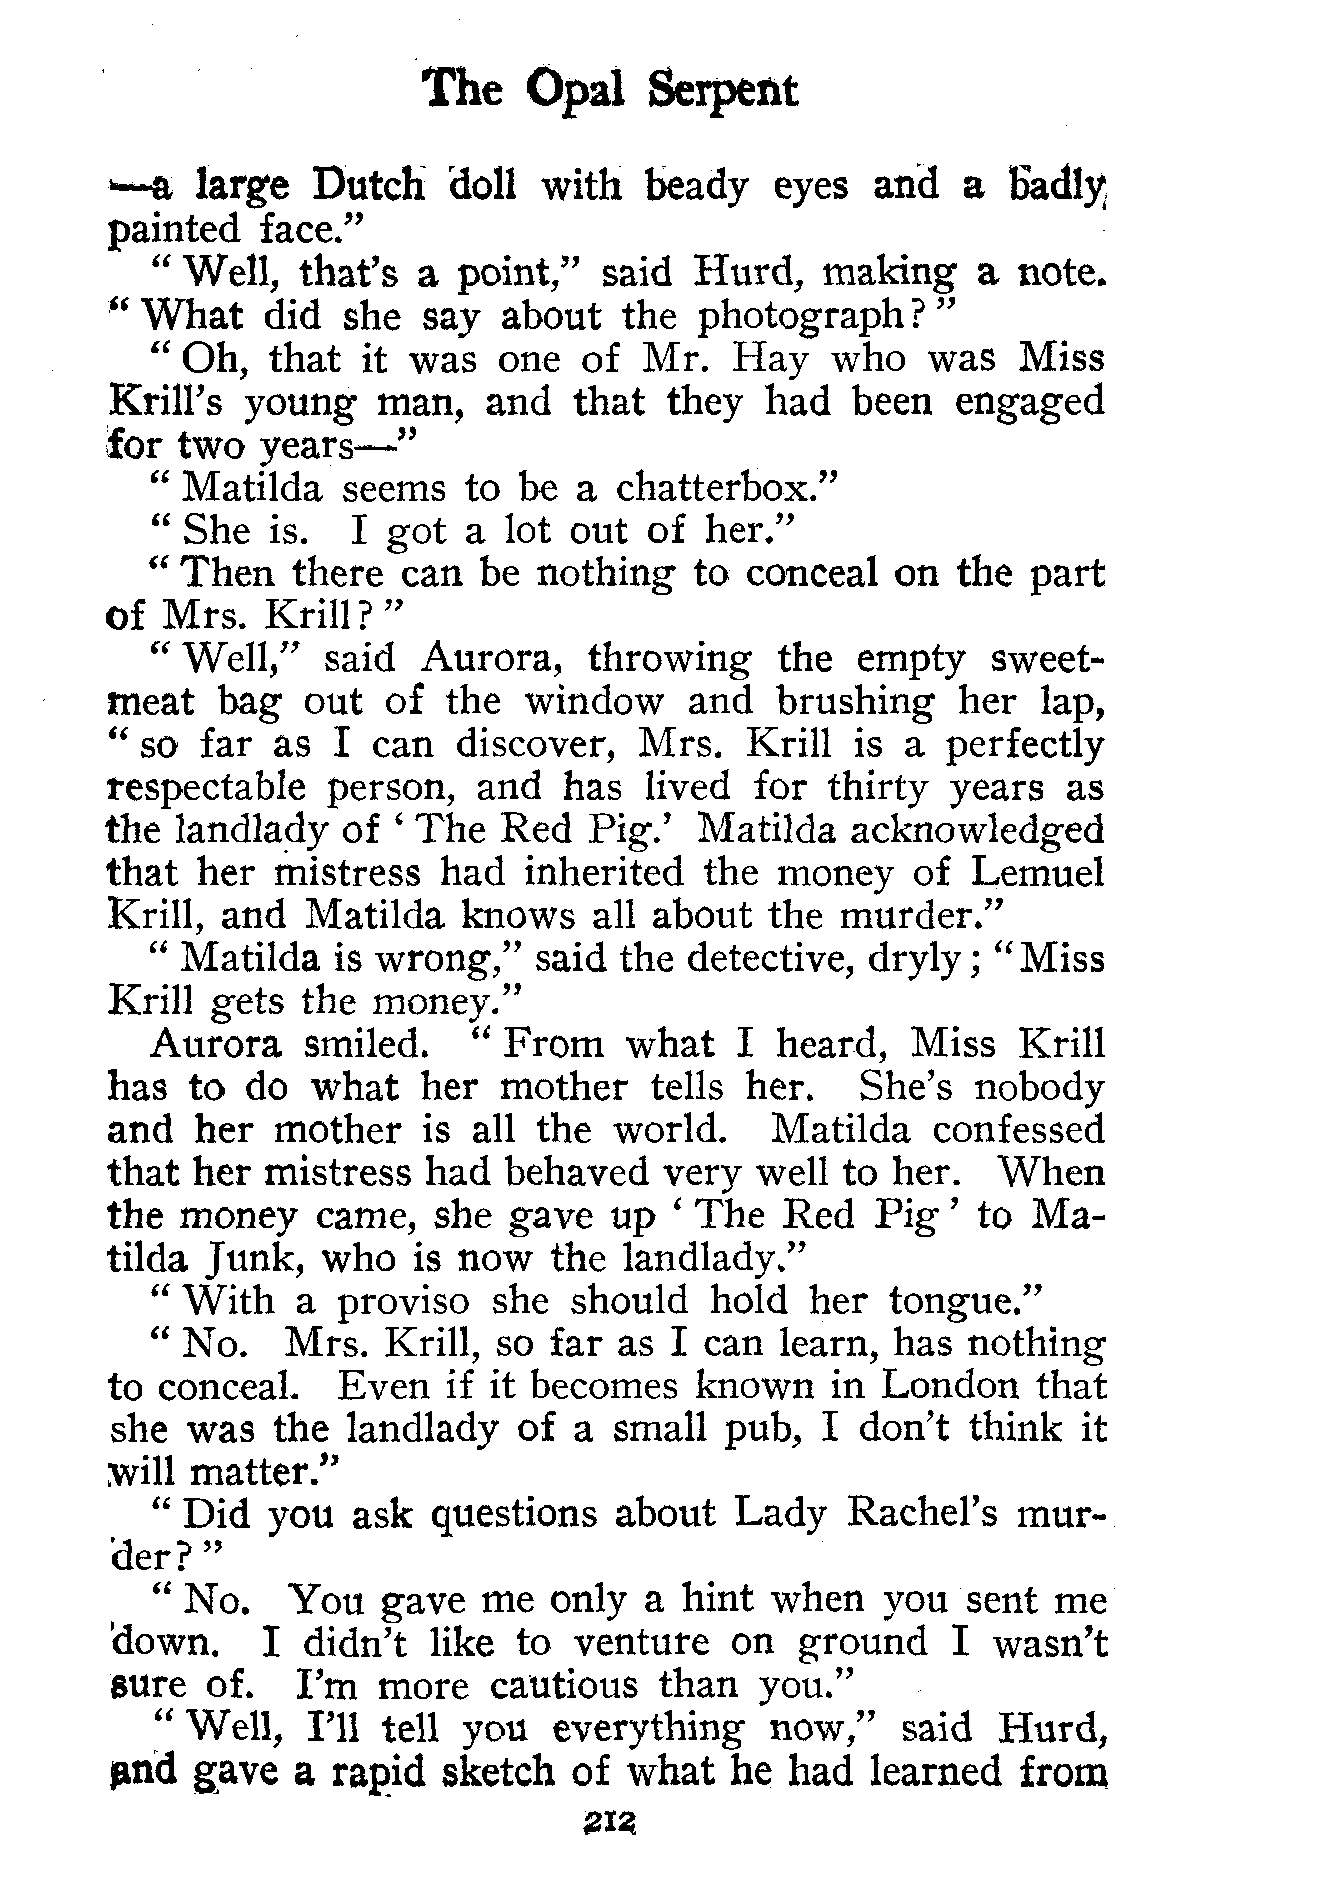 The Opal Serpent
—a large Dutch doll with beady eyes and a badly
painted face.”
“ Well, that’s a point,” said Hurd, making a note.
“ What did she say about the photograph? ”
“ Oh, that it was one of Mr. Hay who was Miss
Krill’s young man, and that they had been engaged
for two years—”
“ Matilda seems to be a chatterbox.”
“ She is. I got a lot out of her.”
“ Then there can be nothing to conceal on the part
of Mrs. Krill? ”
“ Well,” said Aurora, throwing the empty sweet-
meat bag out of the window and brushing her lap,
“ so far as I can discover, Mrs. Krill is a perfectly
respectable person, and has lived for thirty years as
the landlady of ‘ The Red Pig.’ Matilda acknowledged
that her mistress had inherited the money of Lemuel
Krill, and Matilda knows all about the murder.”
“ Matilda is wrong,” said the detective, dryly ; “ Miss
Krill gets the money.”
Aurora smiled. “ From what I heard, Miss Krill
has to do what her mother tells her. She’s nobody
and her mother is all the world. Matilda confessed
that her mistress had behaved very well to her. When
the money came, she gave up ‘ The Red Pig ’ to Ma-
tilda Junk, who is now the landlady.”
“ With a proviso she should hold her tongue.”
“ No. Mrs. Krill, so far as I can learn, has nothing
to conceal. Even if it becomes known in London that
she was the landlady of a small pub, I don’t think it
will matter.”
“ Did you ask questions about Lady Rachel’s mur-
der? ”
“ No. You gave me only a hint when you sent me
down. I didn’t like to venture on ground I wasn’t
sure of. I’m more cautious than you.”
“ Well, I’ll tell you everything now,” said Hurd,
and gave a rapid sketch of what he had learned from
212